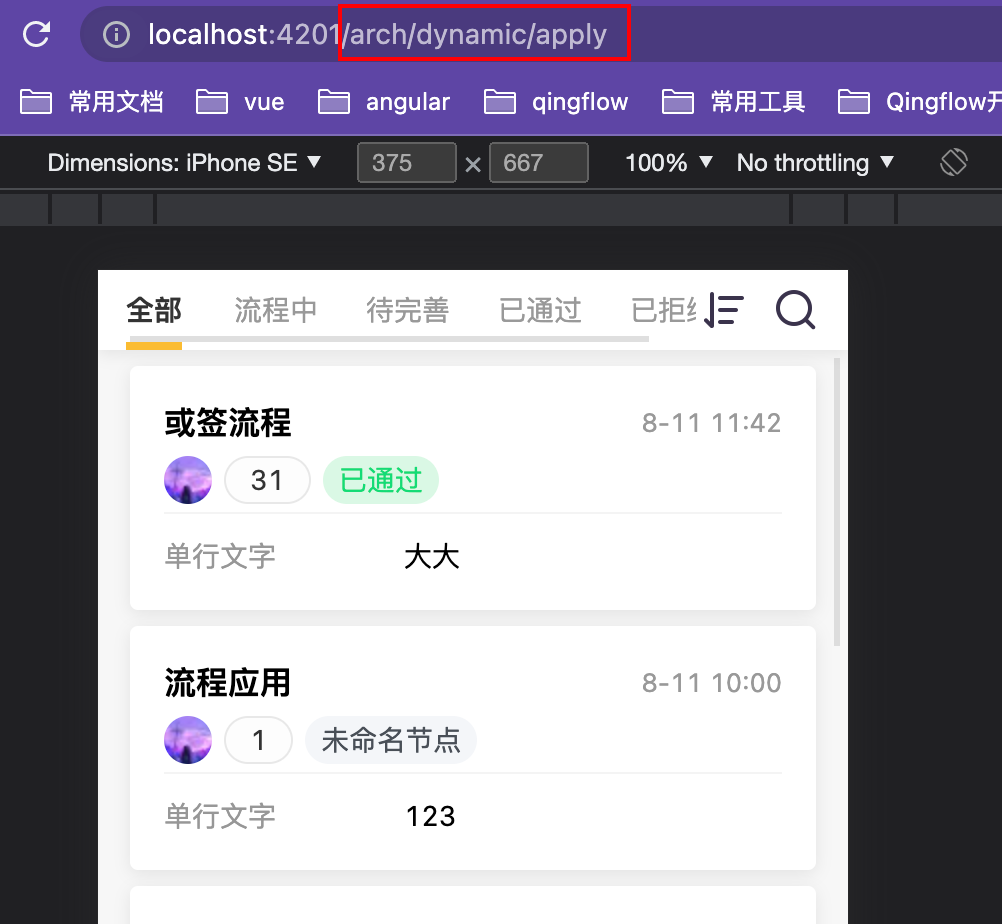 localhost:4201/arch/dynamic/apply
常用文档 vue angular qingflow 常用工具 Qingflow开
Dimensions: iPhone SE ▼ 375 × 667 100% ▼ No throttling ▼
全部 流程中 待完善 已通过 已拒
或签流程 8-11 11:42
31 已通过
单行文字 大大
流程应用 8-11 10:00
1 未命名节点
单行文字 123